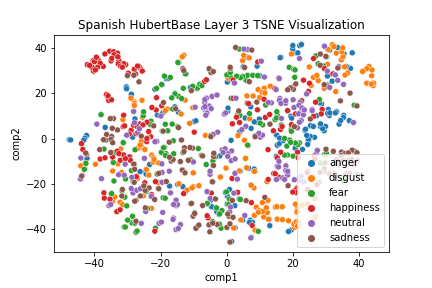 Spanish HubertBase Layer 3 TSNE Visualization
comp2
40
20
0
−20
−40
−40
−20
0
20
40
comp1
anger
disgust
fear
happiness
neutral
sadness